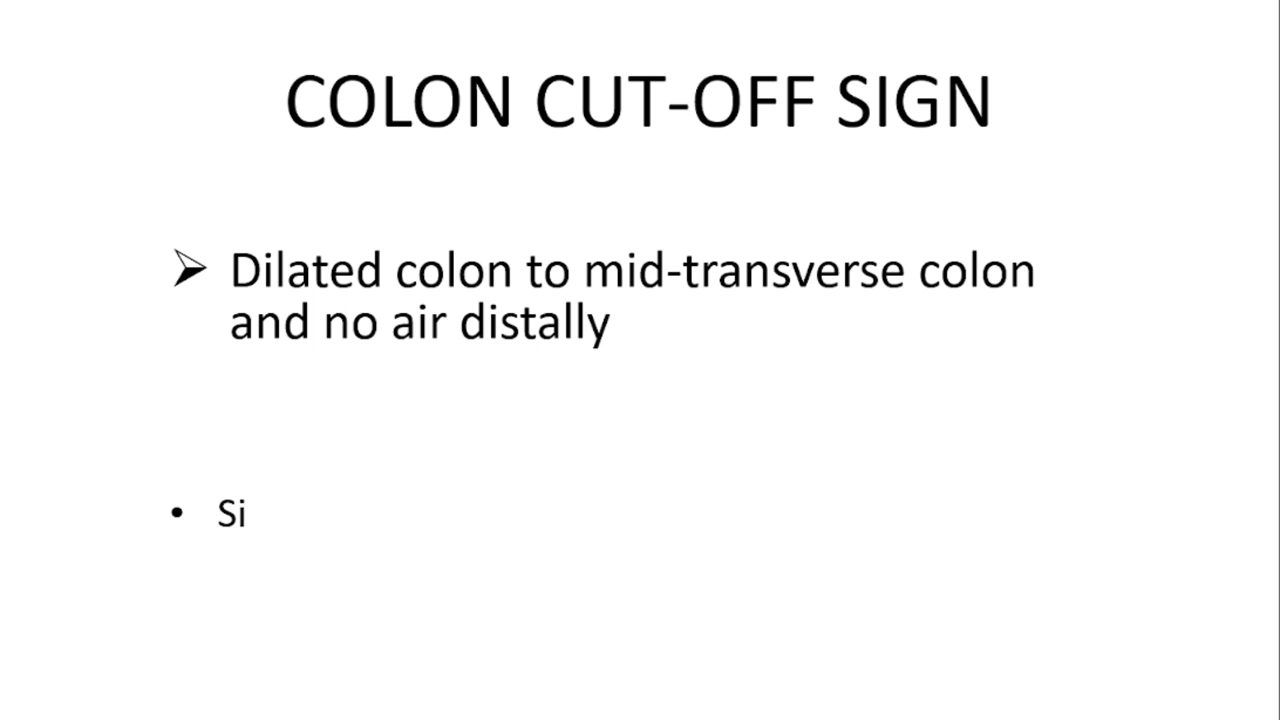 COLON CUT-OFF SIGN
➢ Dilated colon to mid-transverse colon
and no air distally
• Si